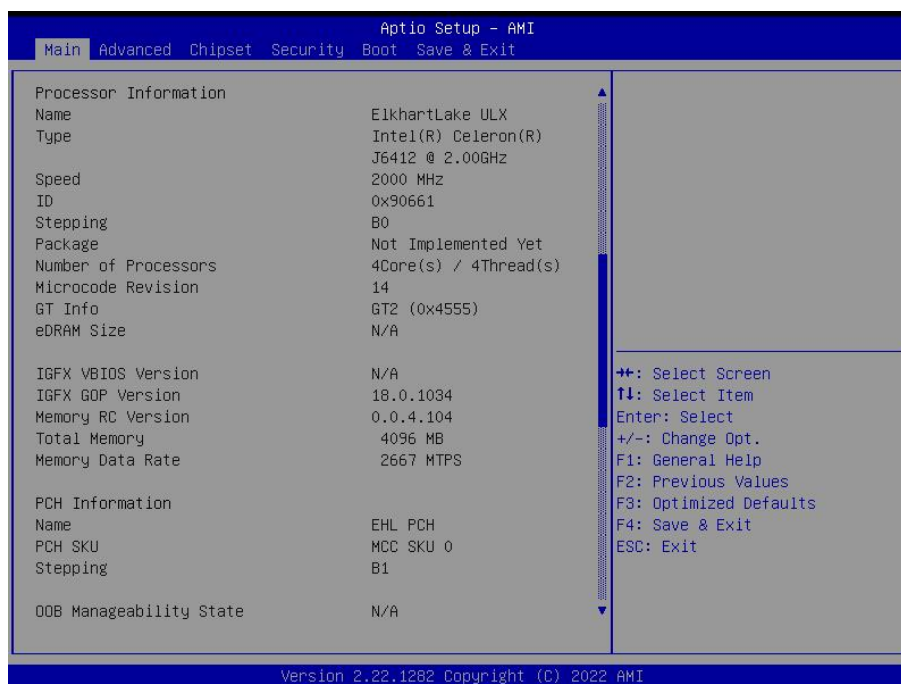 Aptio Setup – AMI
Main Advanced Chipset Security Boot Save & Exit
Processor Information
Name ElkhartLake ULX
Type Intel(R) Celeron(R)
J6412 @ 2.00GHz
Speed 2000 MHz
ID 0x90661
Stepping B0
Package Not Implemented Yet
Number of Processors 4Core(s) / 4Thread(s)
Microcode Revision 14
GT Info GT2 (0x4555)
eDRAM Size N/A
IGFX VBIOS Version N/A
IGFX GOP Version 18.0.1034
Memory RC Version 0.0.4.104
Total Memory 4096 MB
Memory Data Rate 2667 MTPS
PCH Information
Name EHL PCH
PCH SKU MCC SKU 0
Stepping B1
OOB Manageability State N/A
→←: Select Screen
↑↓: Select Item
Enter: Select
+/-: Change Opt.
F1: General Help
F2: Previous Values
F3: Optimized Defaults
F4: Save & Exit
ESC: Exit
Version 2.22.1282 Copyright (C) 2022 AMI